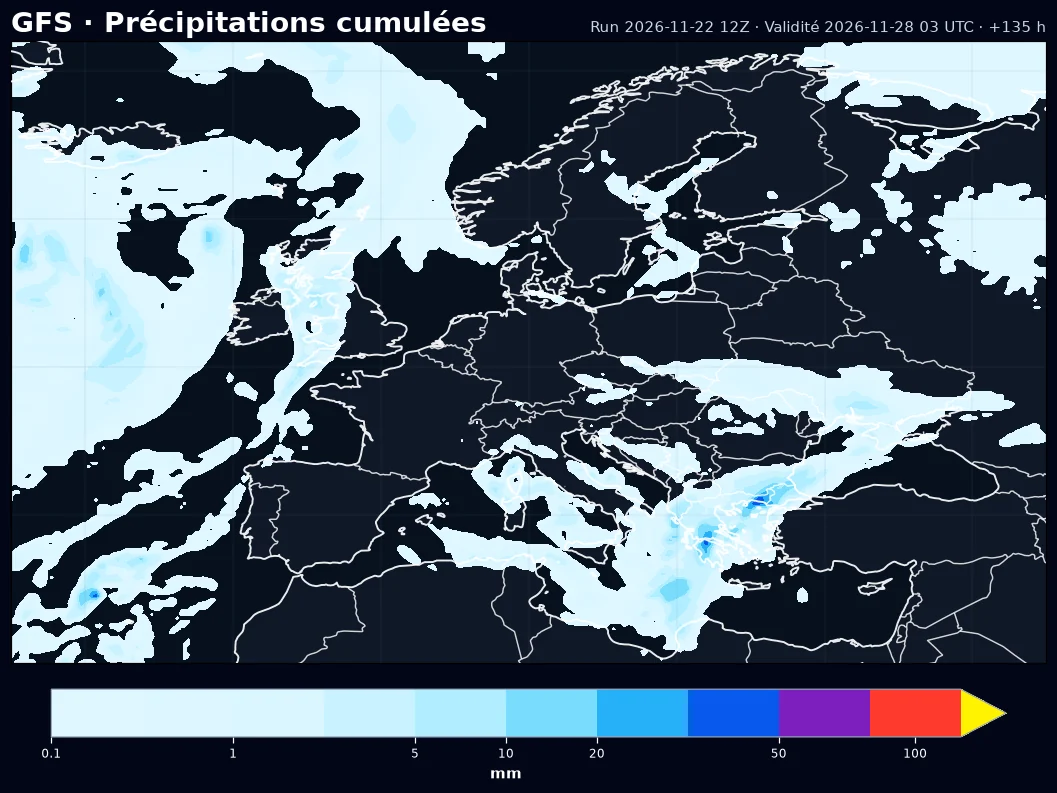 GFS · Précipitations cumulées
Run 2026-11-22 12Z · Validité 2026-11-28 03 UTC · +135 h
0.1 1 5 10 20 50 100
mm